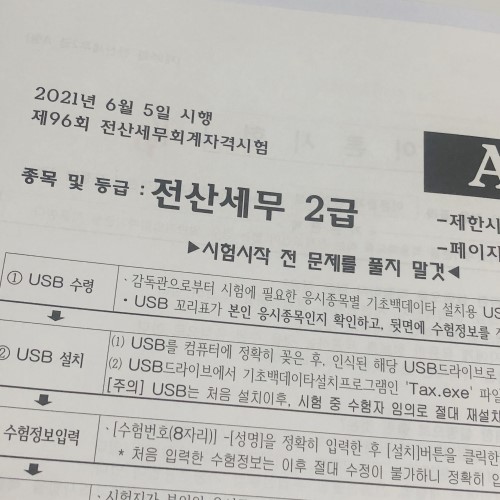 2021년 6월 5일 시행
제96회 전산세무회계자격시험
A
종목 및 등급 : 전산세무 2급
-제한시
-페이지
▶시험시작 전 문제를 풀지 말것◀
① USB 수령
· 감독관으로부터 시험에 필요한 응시종목별 기초백데이타 설치용 US
• USB 꼬리표가 본인 응시종목인지 확인하고, 뒷면에 수험정보를
② USB 설치
(1) USB를 컴퓨터에 정확히 꽂은 후, 인식된 해당 USB드라이브로
(2) USB드라이브에서 기초백데이타설치프로그램인 'Tax.exe' 파일
[주의] USB는 처음 설치이후, 시험 중 수험자 임의로 절대 재설치
수험정보입력
· [수험번호(8자리)] -[성명]을 정확히 입력한 후 [설치]버튼을 클릭한
* 처음 입력한 수험정보는 이후 절대 수정이 불가하니 정확히 입